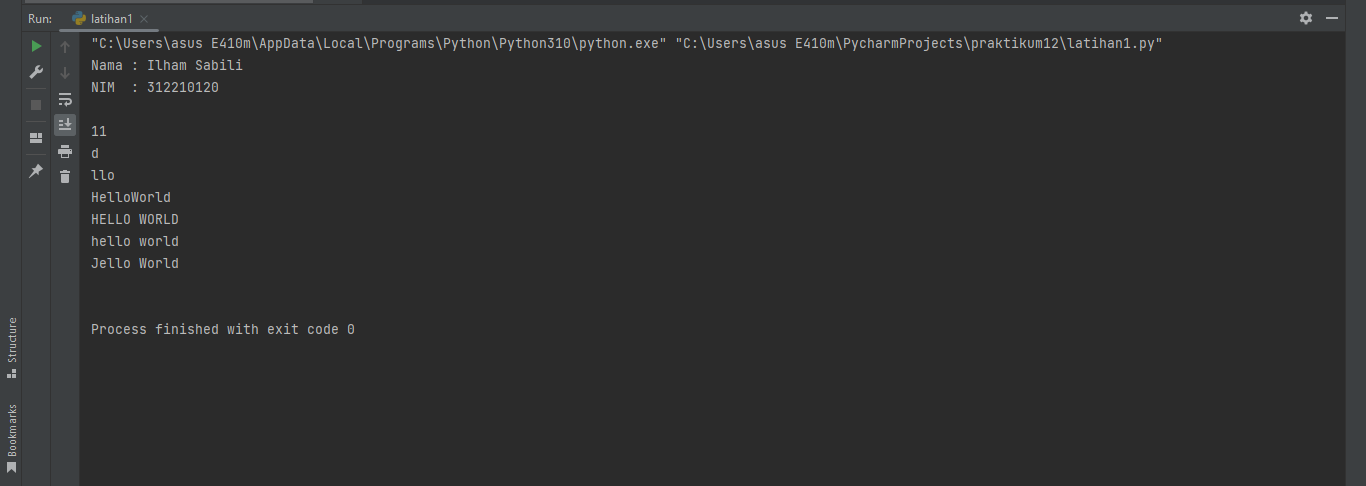 Run: latihan1
"C:\Users\asus E410m\AppData\Local\Programs\Python\Python310\python.exe" "C:\Users\asus E410m\PycharmProjects\praktikum12\latihan1.py"
Nama : Ilham Sabili
NIM  : 312210120
11
d
llo
HelloWorld
HELLO WORLD
hello world
Jello World
Process finished with exit code 0
Structure
Bookmarks